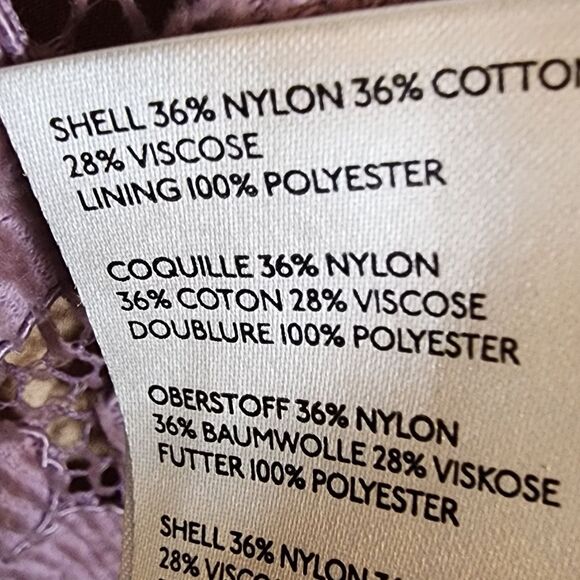 SHELL 36% NYLON 36% COTTON
28% VISCOSE
LINING 100% POLYESTER
COQUILLE 36% NYLON
36% COTON 28% VISCOSE
DOUBLURE 100% POLYESTER
OBERSTOFF 36% NYLON
36% BAUMWOLLE 28% VISKOSE
FUTTER 100% POLYESTER
SHELL 36% NYLON
28% VISCO